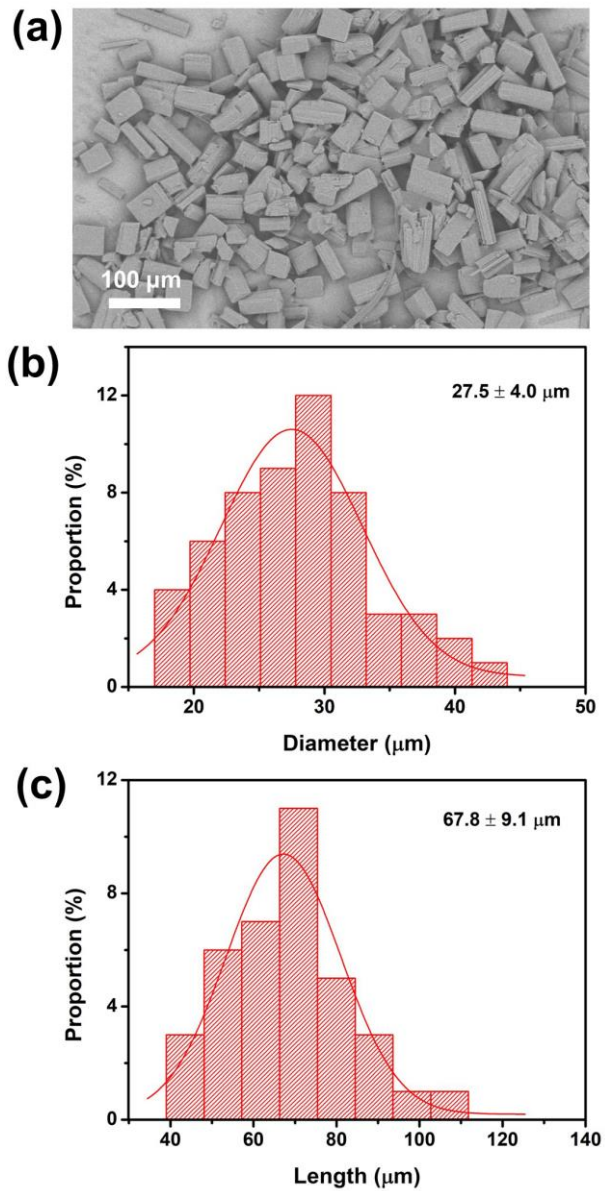 (a)
100 μm
(b)
27.5 ± 4.0 μm
12
8
4
0
Proportion (%)
20 30 40 50
Diameter (μm)
(c)
67.8 ± 9.1 μm
12
8
4
0
Proportion (%)
40 60 80 100 120 140
Length (μm)